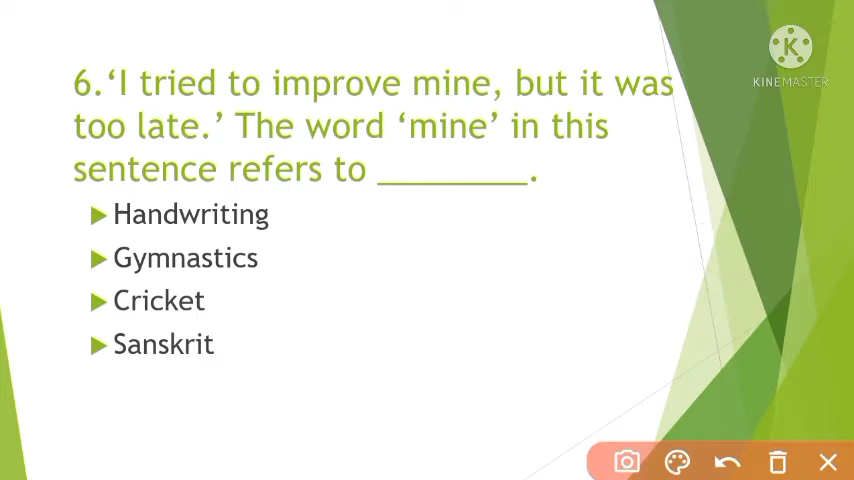 6.‘I tried to improve mine, but it was
too late.’ The word ‘mine’ in this
sentence refers to ________.
Handwriting
Gymnastics
Cricket
Sanskrit
K
KINEMASTER